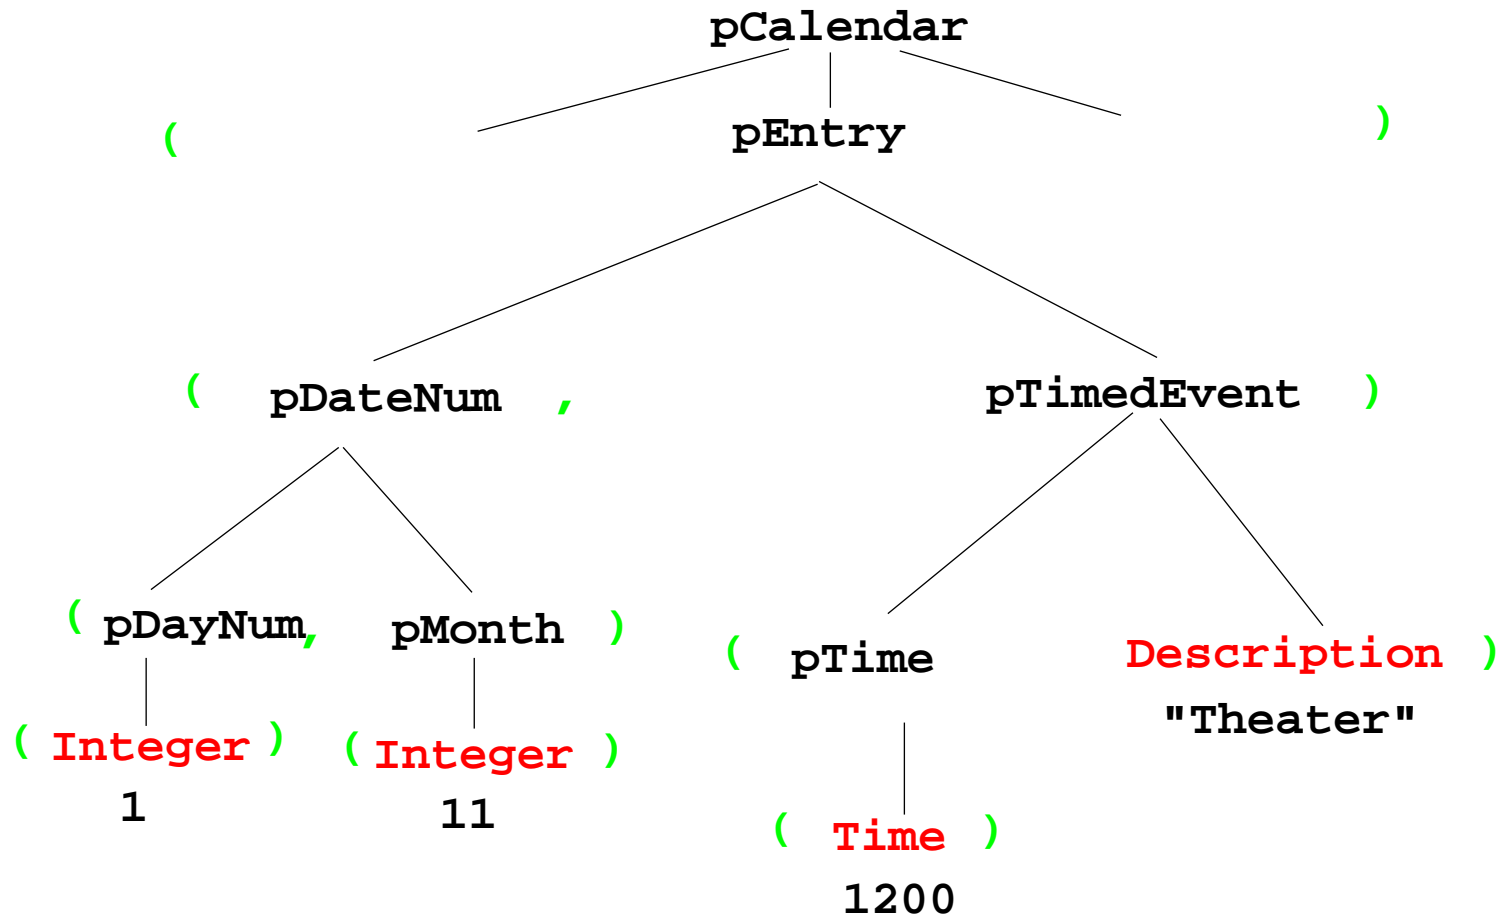 pCalendar
( pEntry )
( pDateNum , pTimedEvent )
( pDayNum, pMonth ) ( pTime Description )
"Theater"
( Integer ) ( Integer )
1 11
( Time )
1200